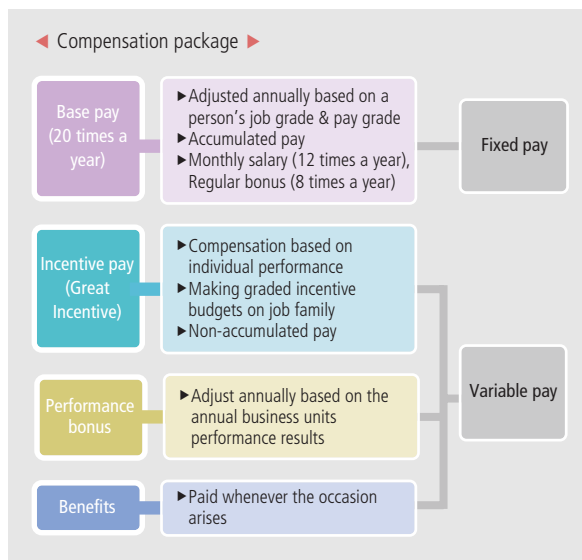 ◀ Compensation package ▶
Base pay
(20 times a
year)
▶Adjusted annually based on a
person's job grade & pay grade
▶Accumulated pay
▶Monthly salary (12 times a year),
Regular bonus (8 times a year)
Fixed pay
Incentive pay
(Great
Incentive)
▶Compensation based on
individual performance
▶Making graded incentive
budgets on job family
▶Non-accumulated pay
Performance
bonus
▶Adjust annually based on the
annual business units
performance results
Variable pay
Benefits
▶Paid whenever the occasion
arises